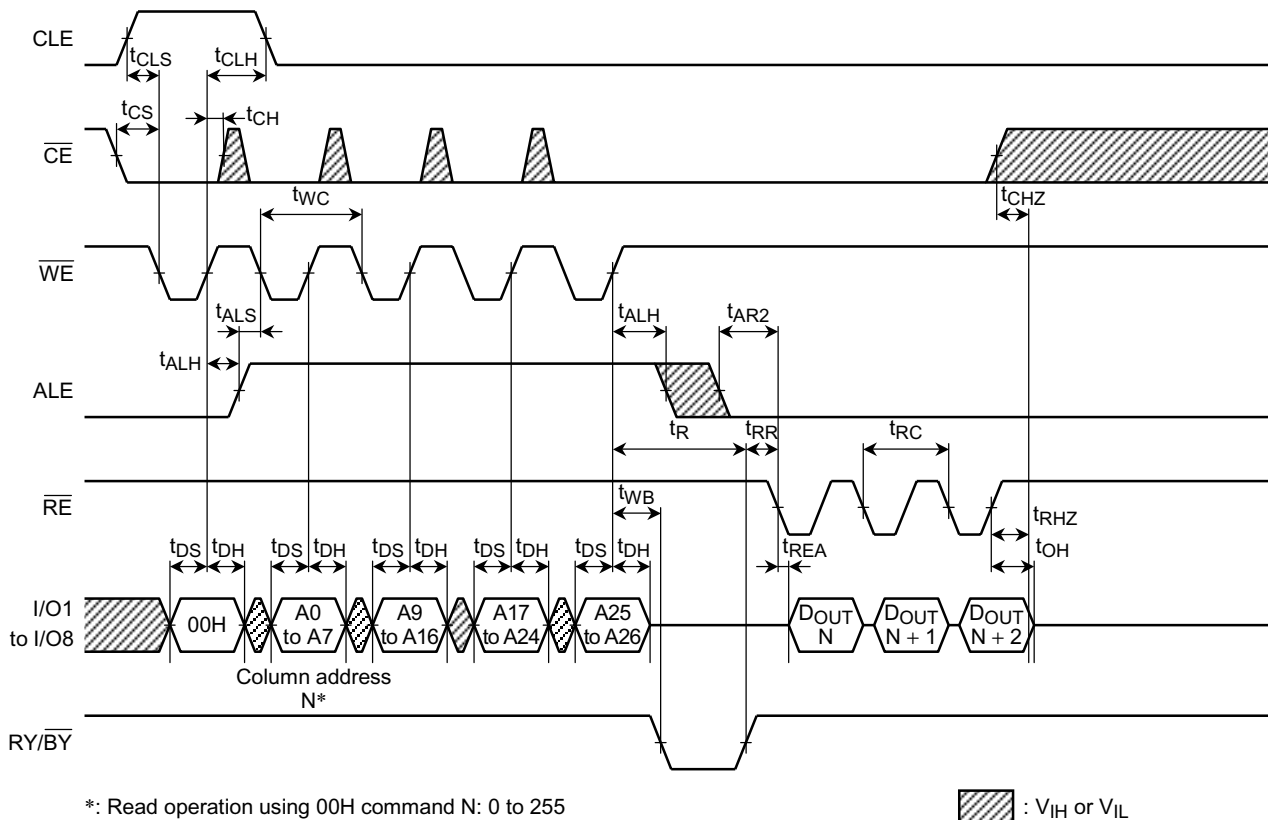 CLE
tCLS
tCLH
tCS
tCH
CE
tWC
tCHZ
WE
tALS
tALH
tAR2
tALH
ALE
tR
tRR
tRC
RE
tWB
tRHZ
tREA
tOH
tDS tDH tDS tDH tDS tDH tDS tDH tDS tDH
I/O1
to I/O8
00H
A0
to A7
A9
to A16
A17
to A24
A25
to A26
DOUT
N
DOUT
N + 1
DOUT
N + 2
Column address
N*
RY/BY
*: Read operation using 00H command N: 0 to 255
: VIH or VIL